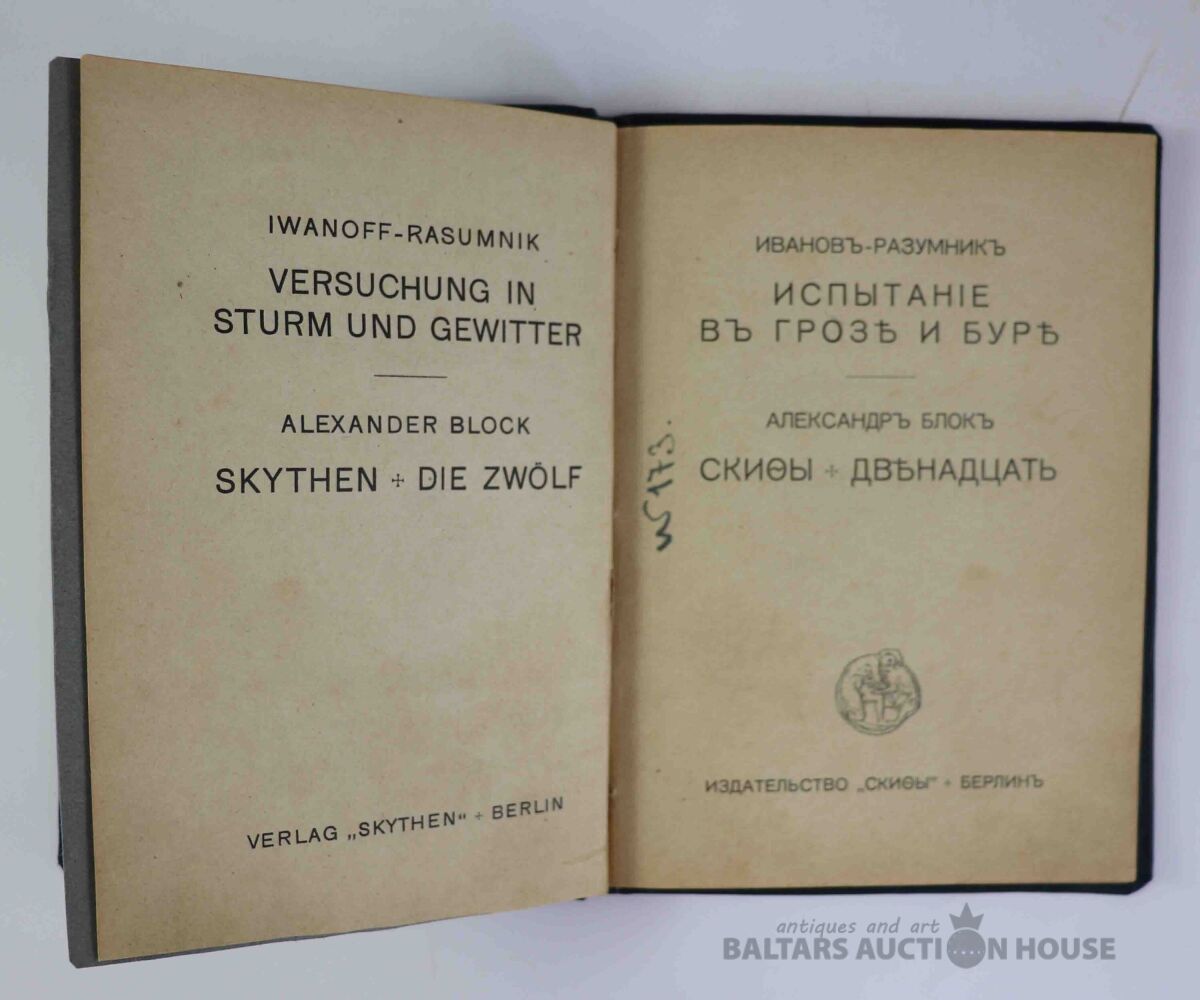 IWANOFF-RASUMNIK
VERSUCHUNG IN
STURM UND GEWITTER
ALEXANDER BLOCK
SKYTHEN + DIE ZWÖLF
VERLAG „SKYTHEN“ + BERLIN
ИВАНОВЪ-РАЗУМНИКЪ
ИСПЫТАНІЕ
ВЪ ГРОЗѢ И БУРѢ
АЛЕКСАНДРЪ БЛОКЪ
СКИѲЫ + ДВѢНАДЦАТЬ
ИЗДАТЕЛЬСТВО „СКИѲЫ“ + БЕРЛИНЪ
173.
antiques and art
BALTARS AUCTION HOUSE